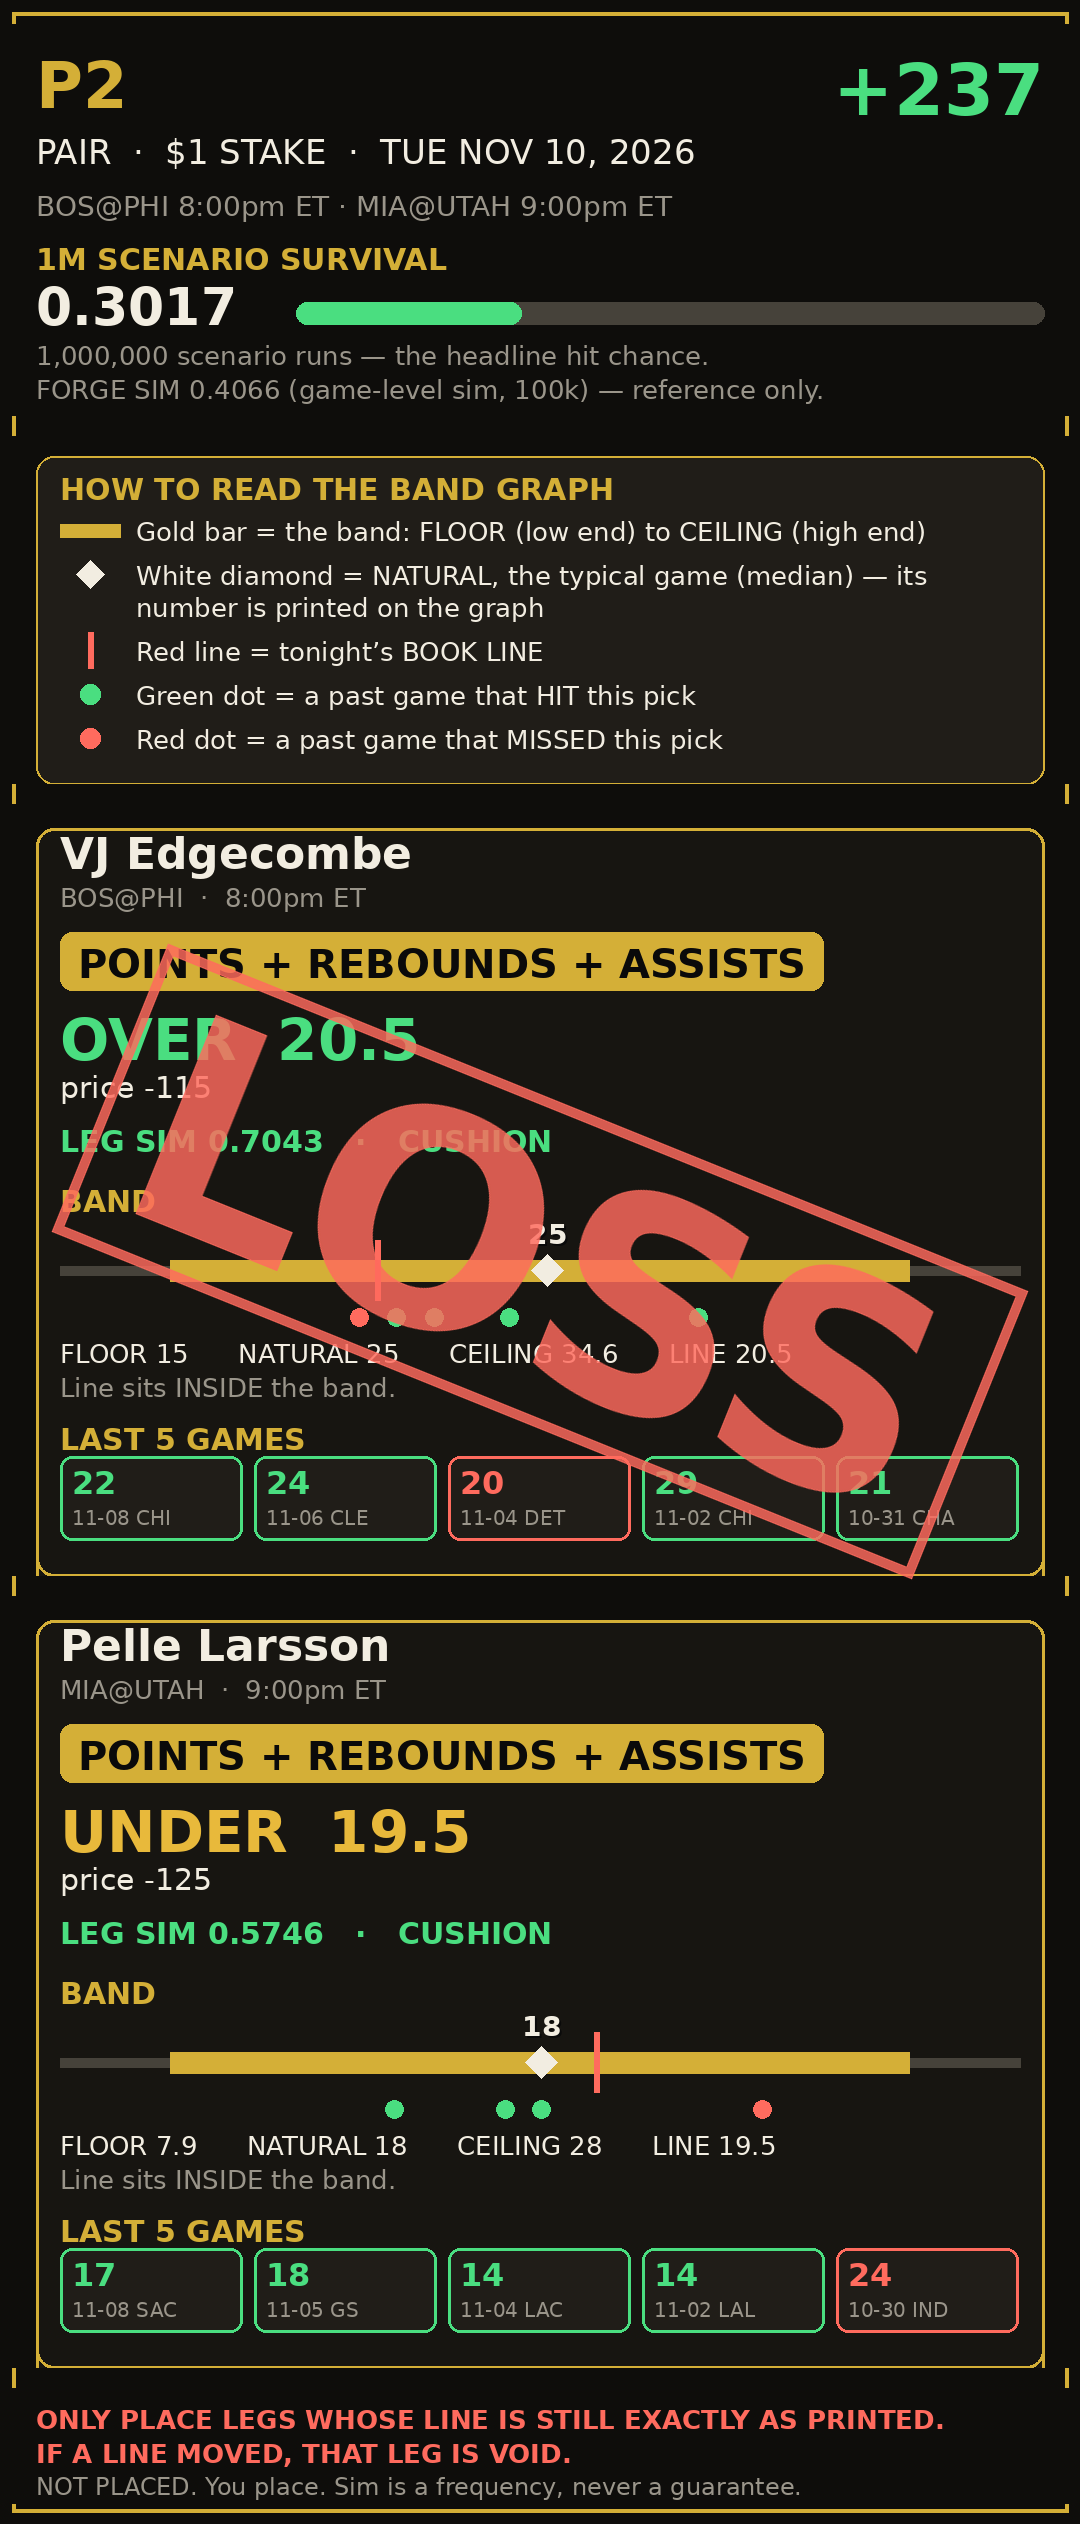 P2
+237
PAIR · $1 STAKE · TUE NOV 10, 2026
BOS@PHI 8:00pm ET · MIA@UTAH 9:00pm ET
1M SCENARIO SURVIVAL
0.3017
1,000,000 scenario runs — the headline hit chance.
FORGE SIM 0.4066 (game-level sim, 100k) — reference only.
HOW TO READ THE BAND GRAPH
Gold bar = the band: FLOOR (low end) to CEILING (high end)
White diamond = NATURAL, the typical game (median) — its
number is printed on the graph
Red line = tonight’s BOOK LINE
Green dot = a past game that HIT this pick
Red dot = a past game that MISSED this pick
VJ Edgecombe
BOS@PHI · 8:00pm ET
POINTS + REBOUNDS + ASSISTS
OVER 20.5
price -115
LEG SIM 0.7043 · CUSHION
BAND
25
FLOOR 15 NATURAL 25 CEILING 34.6 LINE 20.5
Line sits INSIDE the band.
LAST 5 GAMES
22 24 20 29 21
11-08 CHI 11-06 CLE 11-04 DET 11-02 CHI 10-31 CHA
LOSS
Pelle Larsson
MIA@UTAH · 9:00pm ET
POINTS + REBOUNDS + ASSISTS
UNDER 19.5
price -125
LEG SIM 0.5746 · CUSHION
BAND
18
FLOOR 7.9 NATURAL 18 CEILING 28 LINE 19.5
Line sits INSIDE the band.
LAST 5 GAMES
17 18 14 14 24
11-08 SAC 11-05 GS 11-04 LAC 11-02 LAL 10-30 IND
ONLY PLACE LEGS WHOSE LINE IS STILL EXACTLY AS PRINTED.
IF A LINE MOVED, THAT LEG IS VOID.
NOT PLACED. You place. Sim is a frequency, never a guarantee.